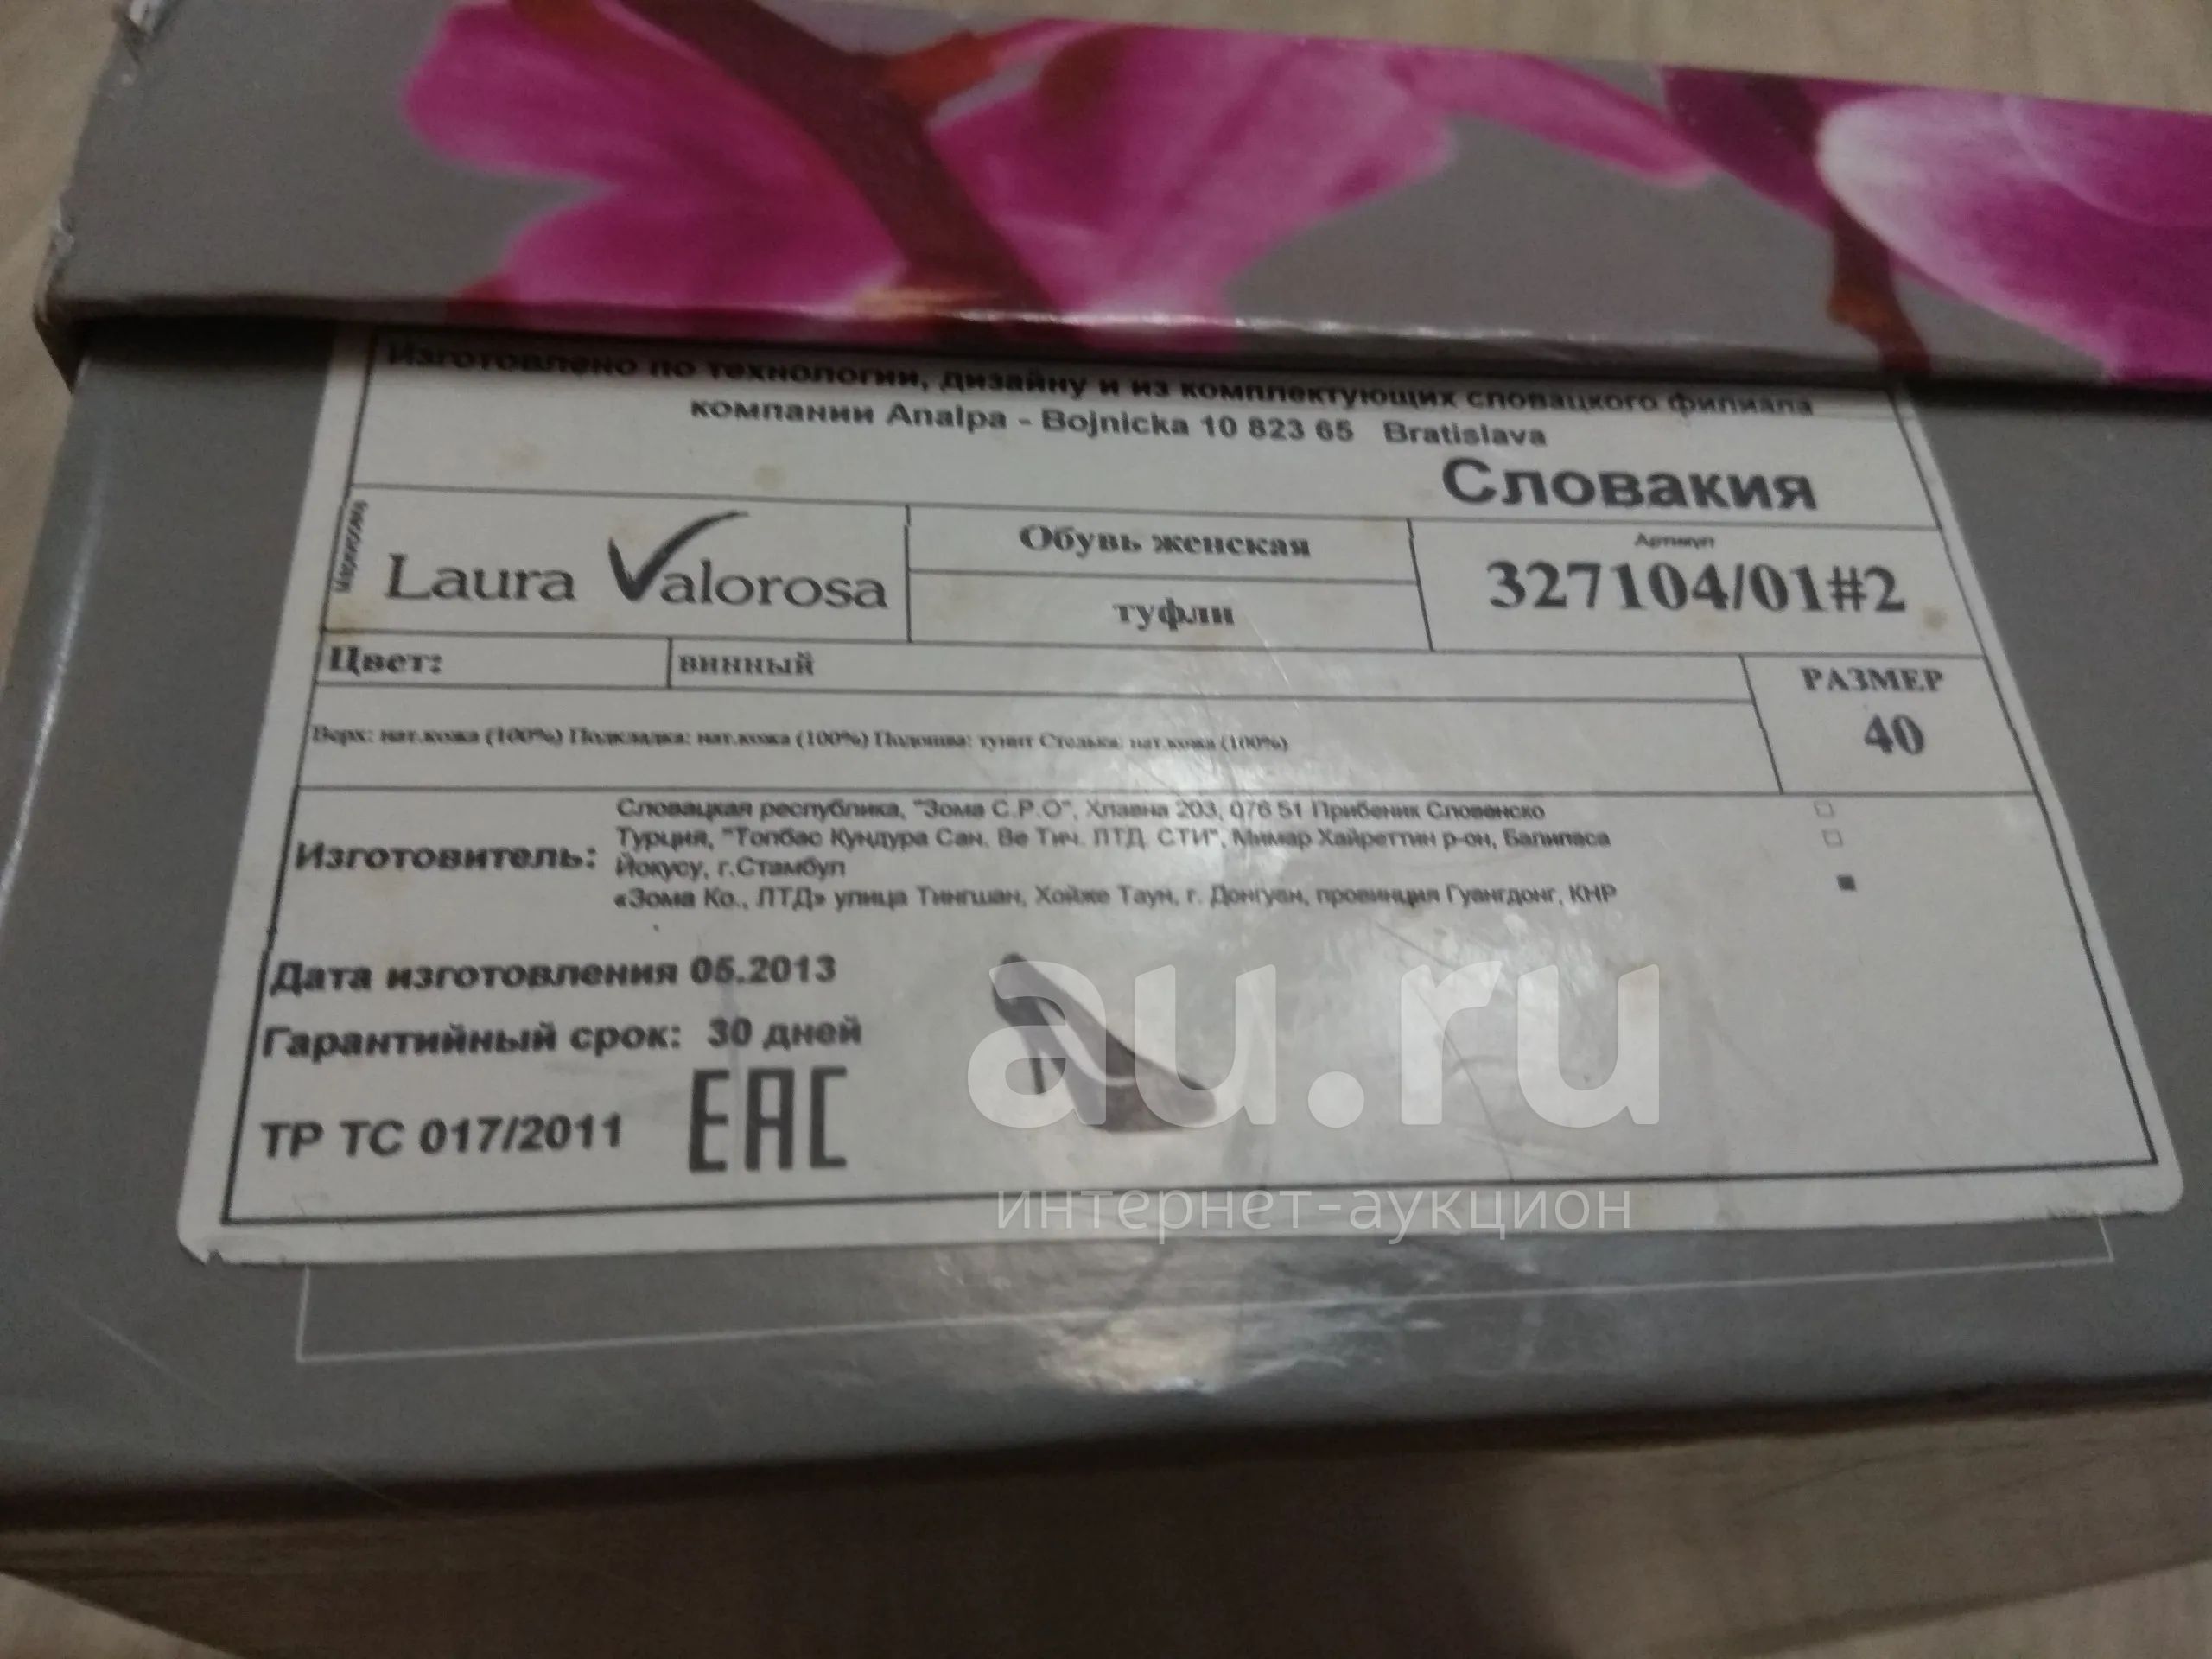 Изготовлено по технологии, дизайну и из комплектующих словацкого филиала
компании Analpa - Bojnicka 10 823 65 Bratislava
Словакия
Laura Valorosa
Обувь женская
туфли
Артикул
327104/01#2
Цвет: винный
РАЗМЕР
40
Верх: нат.кожа (100%) Подкладка: нат.кожа (100%) Подошва: тунит Стелька: нат.кожа (100%)
Изготовитель:
Словацкая республика, "Зома С.Р.О", Хлавна 203, 076 51 Прибеник Словенско
Турция, "Топбас Кундура Сан. Ве Тич. ЛТД. СТИ", Мимар Хайреттин р-он, Балипаса
Йокусу, г.Стамбул
«Зома Ко., ЛТД» улица Тингшан, Хойже Таун, г. Донгуан, провинция Гуангдонг, КНР
Дата изготовления 05.2013
Гарантийный срок: 30 дней
ТР ТС 017/2011 EAC
au.ru
интернет-аукцион